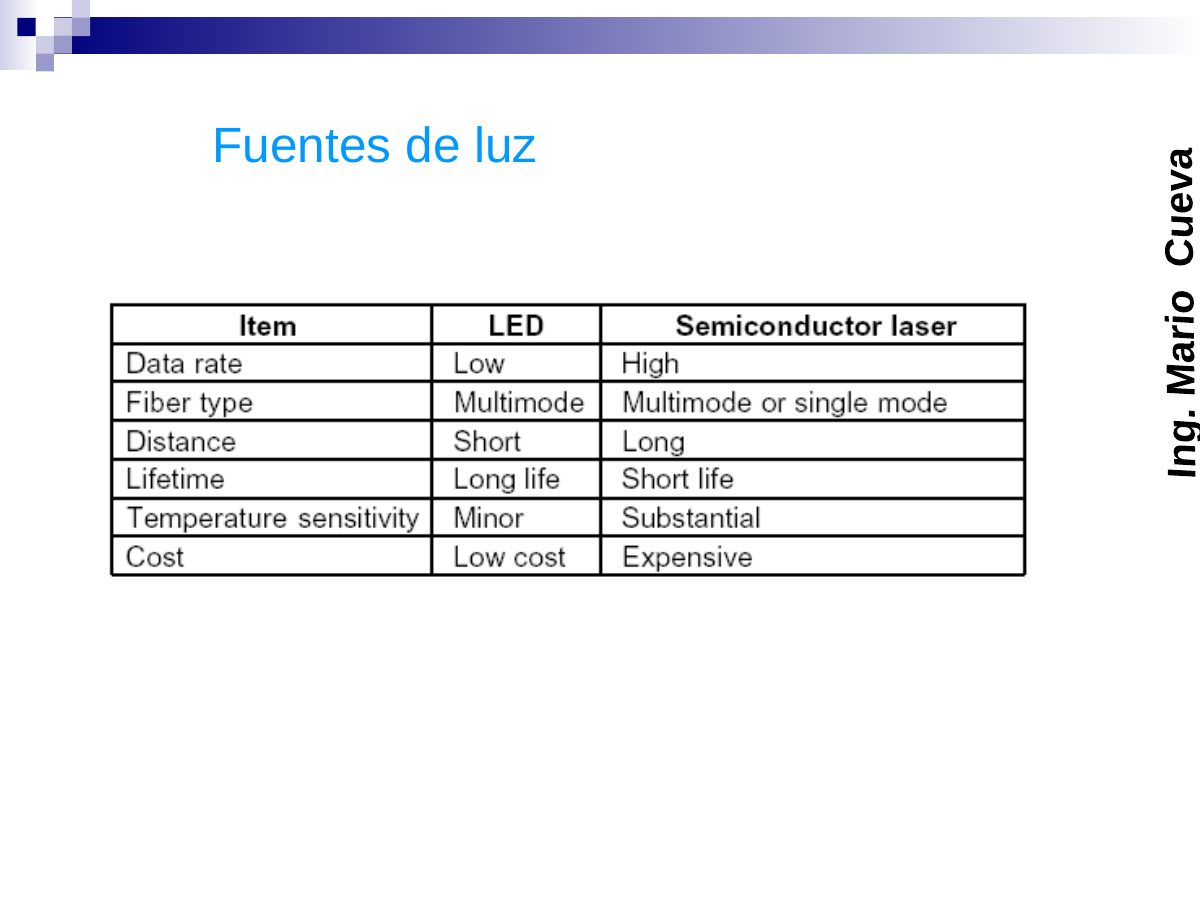 Fuentes de luz
Item LED Semiconductor laser
Data rate Low High
Fiber type Multimode Multimode or single mode
Distance Short Long
Lifetime Long life Short life
Temperature sensitivity Minor Substantial
Cost Low cost Expensive
Ing. Mario Cueva